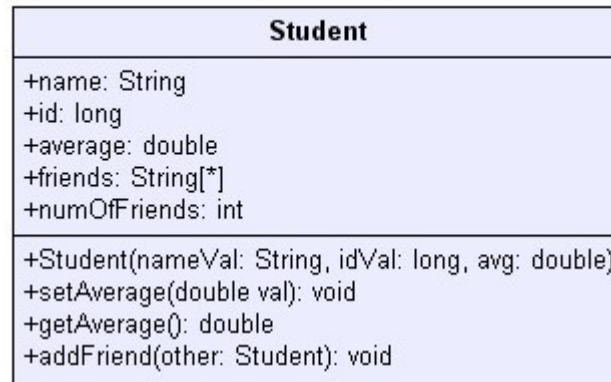 Student
+name: String
+id: long
+average: double
+friends: String[*]
+numOfFriends: int
+Student(nameVal: String, idVal: long, avg: double)
+setAverage(double val): void
+getAverage(): double
+addFriend(other: Student): void